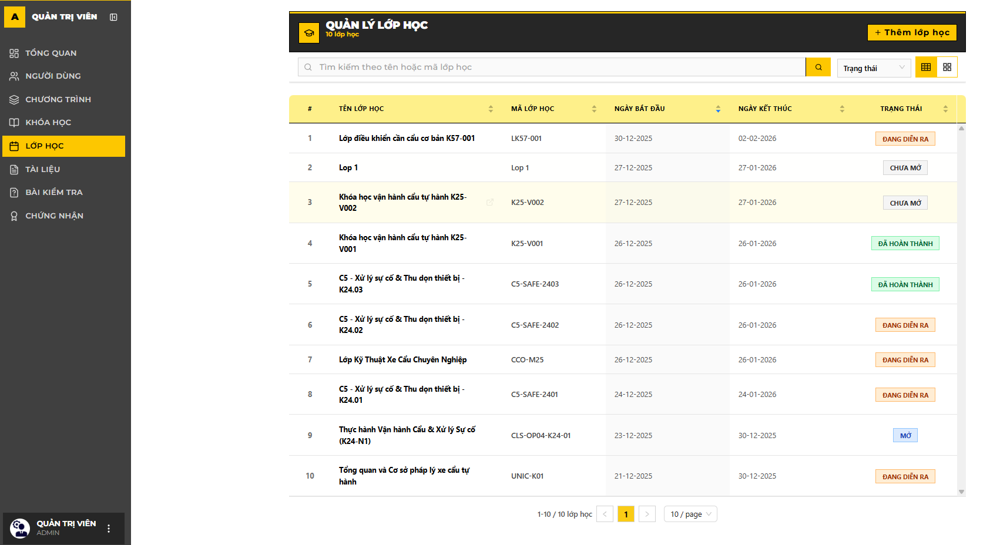 A QUẢN TRỊ VIÊN
TỔNG QUAN
NGƯỜI DÙNG
CHƯƠNG TRÌNH
KHÓA HỌC
LỚP HỌC
TÀI LIỆU
BÀI KIỂM TRA
CHỨNG NHẬN
QUẢN TRỊ VIÊN
ADMIN
QUẢN LÝ LỚP HỌC
10 lớp học
+ Thêm lớp học
Tìm kiếm theo tên hoặc mã lớp học
Trạng thái
# TÊN LỚP HỌC MÃ LỚP HỌC NGÀY BẮT ĐẦU NGÀY KẾT THÚC TRẠNG THÁI
1 Lớp điều khiển cần cẩu cơ bản K57-001 LK57-001 30-12-2025 02-02-2026 ĐANG DIỄN RA
2 Lop 1 Lop 1 27-12-2025 27-01-2026 CHƯA MỞ
3 Khóa học vận hành cẩu tự hành K25-
V002 K25-V002 27-12-2025 27-01-2026 CHƯA MỞ
4 Khóa học vận hành cẩu tự hành K25-
V001 K25-V001 26-12-2025 26-01-2026 ĐÃ HOÀN THÀNH
5 C5 - Xử lý sự cố & Thu dọn thiết bị -
K24.03 C5-SAFE-2403 26-12-2025 26-01-2026 ĐÃ HOÀN THÀNH
6 C5 - Xử lý sự cố & Thu dọn thiết bị -
K24.02 C5-SAFE-2402 26-12-2025 26-01-2026 ĐANG DIỄN RA
7 Lớp Kỹ Thuật Xe Cẩu Chuyên Nghiệp CCO-M25 26-12-2025 26-01-2026 ĐANG DIỄN RA
8 C5 - Xử lý sự cố & Thu dọn thiết bị -
K24.01 C5-SAFE-2401 24-12-2025 24-01-2026 ĐANG DIỄN RA
9 Thực hành Vận hành Cẩu & Xử lý Sự cố
(K24-N1) CLS-OP04-K24-01 23-12-2025 30-12-2025 MỞ
10 Tổng quan và Cơ sở pháp lý xe cẩu tự
hành UNIC-K01 21-12-2025 30-12-2025 ĐANG DIỄN RA
1-10 / 10 lớp học 1 10 / page